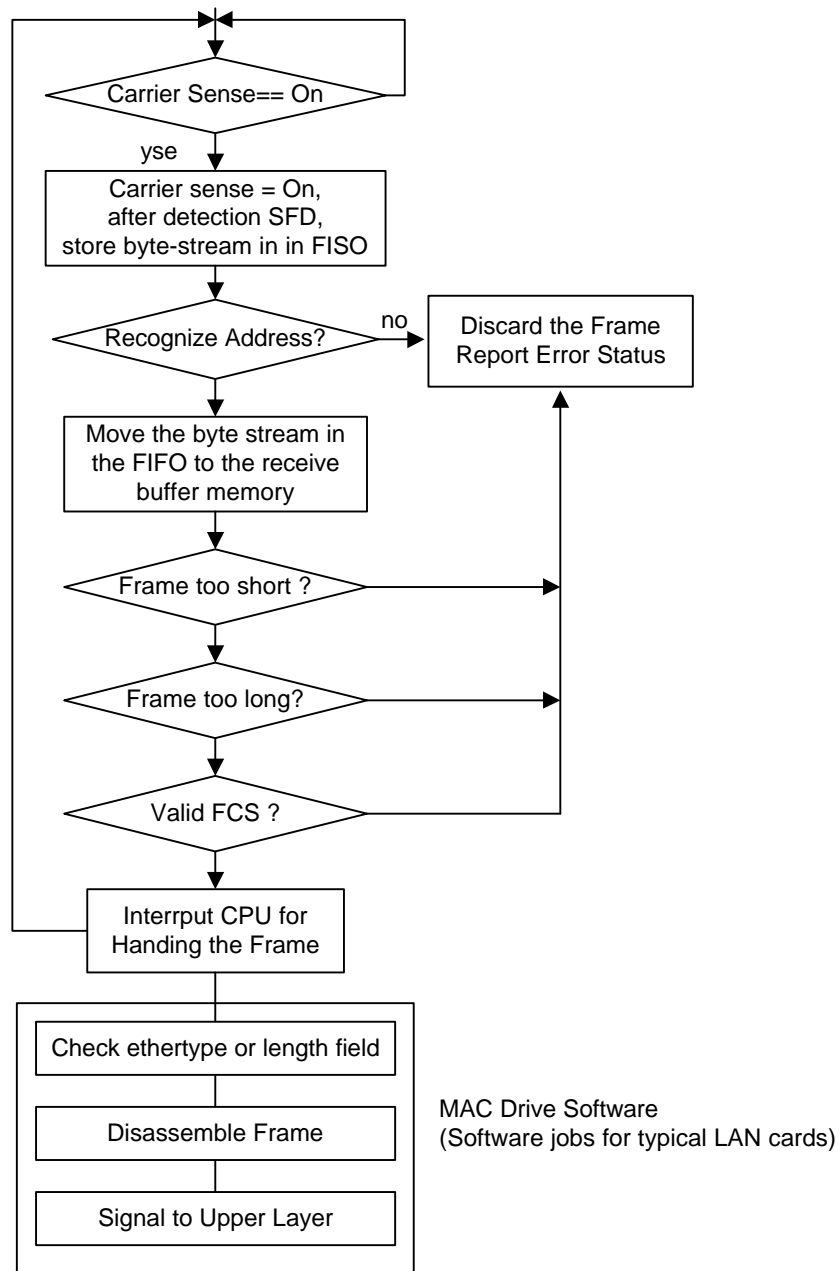 Carrier Sense== On
yse
Carrier sense = On,
after detection SFD,
store byte-stream in in FISO
Recognize Address?
no
Discard the Frame
Report Error Status
Move the byte stream in
the FIFO to the receive
buffer memory
Frame too short ?
Frame too long?
Valid FCS ?
Interrput CPU for
Handing the Frame
Check ethertype or length field
Disassemble Frame
Signal to Upper Layer
MAC Drive Software
(Software jobs for typical LAN cards)